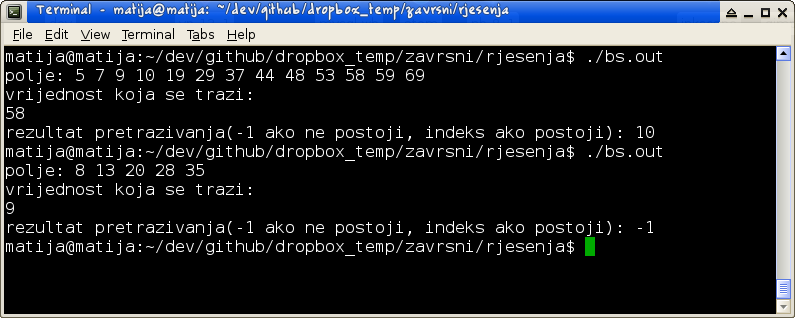 Terminal - matija@matija: ~/dev/github/dropbox_temp/zavrsni/rjesenja
File Edit View Terminal Tabs Help
matija@matija:~/dev/github/dropbox_temp/zavrsni/rjesenja$ ./bs.out
polje: 5 7 9 10 19 29 37 44 48 53 58 59 69
vrijednost koja se trazi:
58
rezultat pretrazivanja(-1 ako ne postoji, indeks ako postoji): 10
matija@matija:~/dev/github/dropbox_temp/zavrsni/rjesenja$ ./bs.out
polje: 8 13 20 28 35
vrijednost koja se trazi:
9
rezultat pretrazivanja(-1 ako ne postoji, indeks ako postoji): -1
matija@matija:~/dev/github/dropbox_temp/zavrsni/rjesenja$